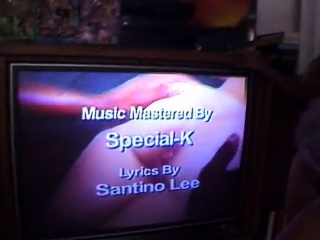 Music Mastered By
Special-K
Lyrics By
Santino Lee